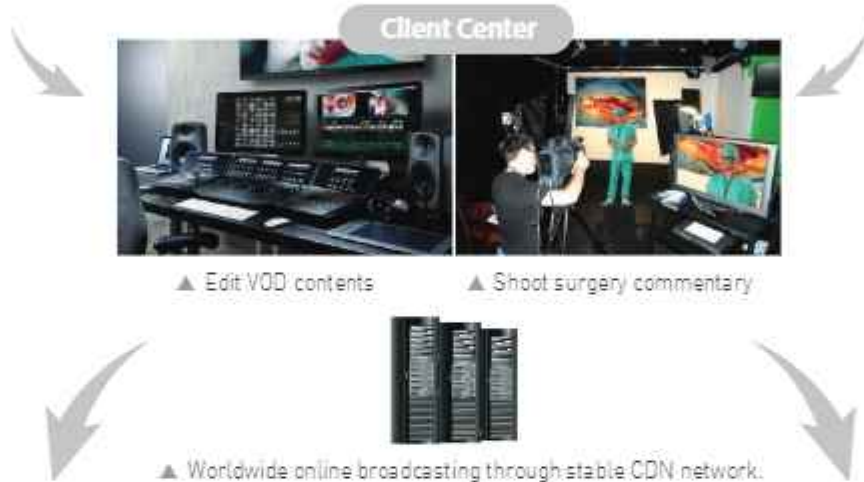 Client Center
▲ Edit VOD contents
▲ Shoot surgery commentary
▲ Worldwide online broadcasting through stable CDN network.